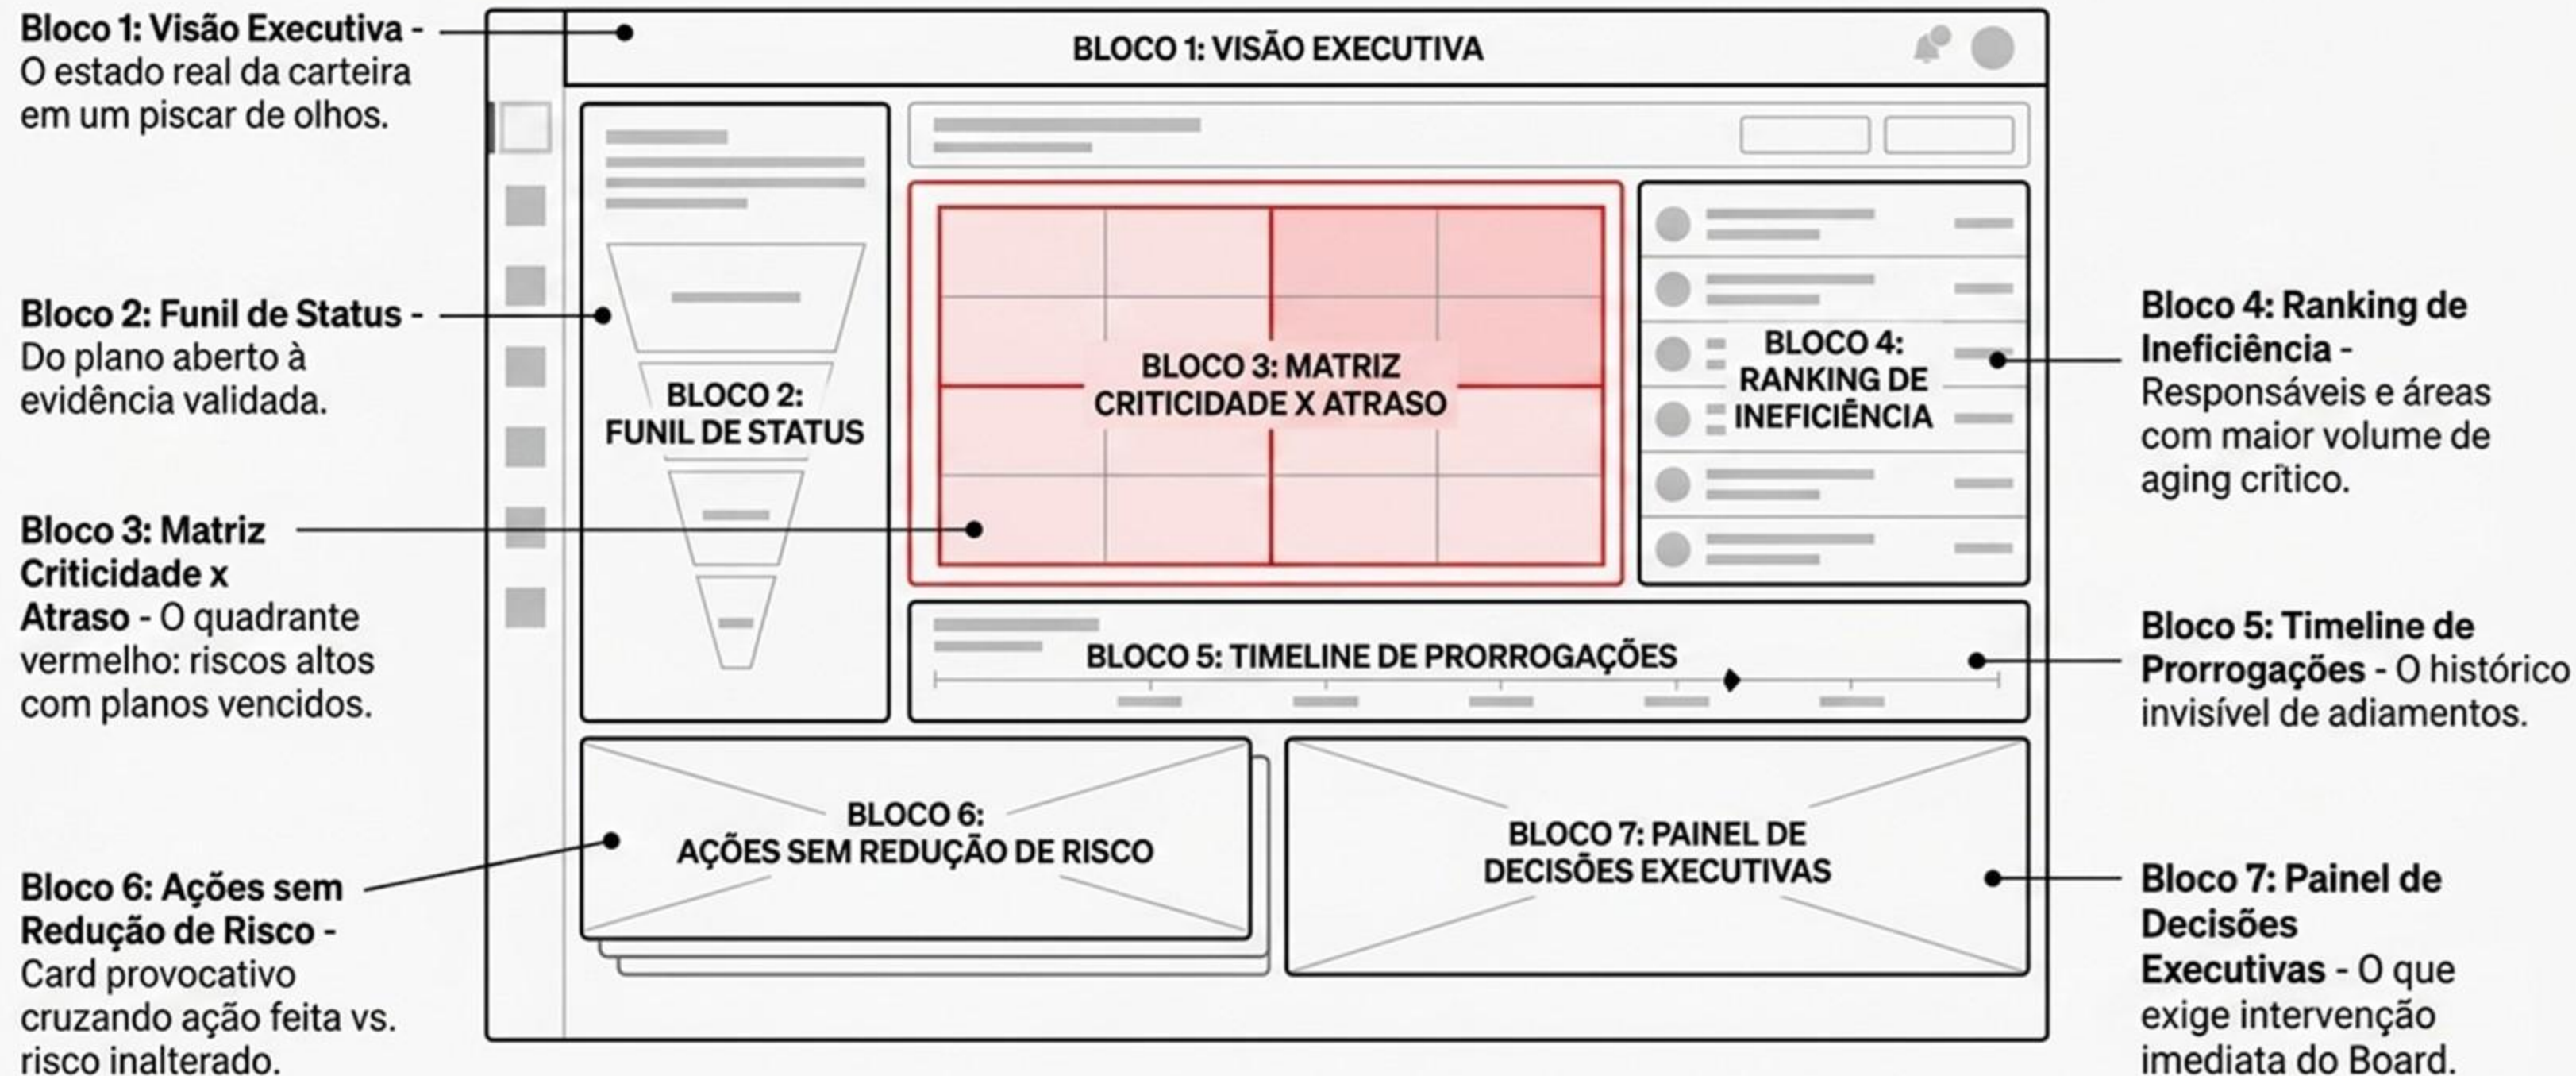 Bloco 1: Visão Executiva -
O estado real da carteira
em um piscar de olhos.
Bloco 2: Funil de Status -
Do plano aberto à
evidência validada.
Bloco 3: Matriz
Criticidade x
Atraso - O quadrante
vermelho: riscos altos
com planos vencidos.
Bloco 6: Ações sem
Redução de Risco -
Card provocativo
cruzando ação feita vs.
risco inalterado.
BLOCO 1: VISÃO EXECUTIVA
BLOCO 2:
FUNIL DE STATUS
BLOCO 3: MATRIZ
CRITICIDADE X ATRASO
BLOCO 4:
RANKING DE
INEFICIÊNCIA
BLOCO 5: TIMELINE DE PRORROGAÇÕES
BLOCO 6:
AÇÕES SEM REDUÇÃO DE RISCO
BLOCO 7: PAINEL DE
DECISÕES EXECUTIVAS
Bloco 4: Ranking de
Ineficiência -
Responsáveis e áreas
com maior volume de
aging crítico.
Bloco 5: Timeline de
Prorrogações - O histórico
invisível de adiamentos.
Bloco 7: Painel de
Decisões
Executivas - O que
exige intervenção
imediata do Board.